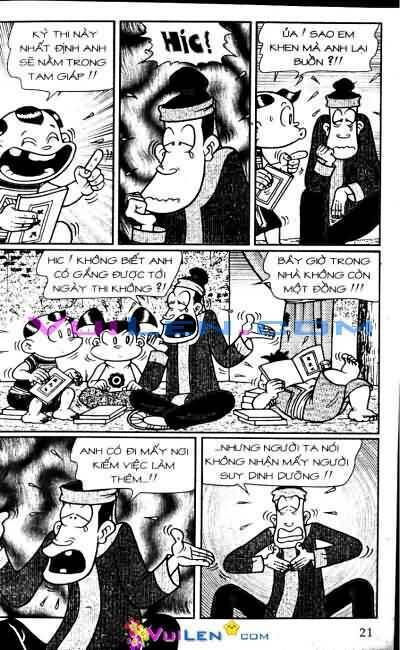 KỲ THI NÀY
NHẤT ĐỊNH ANH
SẼ NẰM TRONG
TAM GIÁP !!
HÍC!
ỦA ! SAO EM
KHEN MÀ ANH LẠI
BUỒN ?!!
HIC ! KHÔNG BIẾT ANH
CÓ GẮNG ĐƯỢC TỚI
NGÀY THI KHÔNG ?!
BÂY GIỜ TRONG
NHÀ KHÔNG CÒN
MỘT ĐỒNG !!!
VUILEN.COM
ANH CÓ ĐI MẤY NƠI
KIẾM VIỆC LÀM
THÊM...!!
...NHƯNG NGƯỜI TA NÓI
KHÔNG NHẬN MẤY NGƯỜI
SUY DINH DƯỠNG !!
21
VUILEN.COM